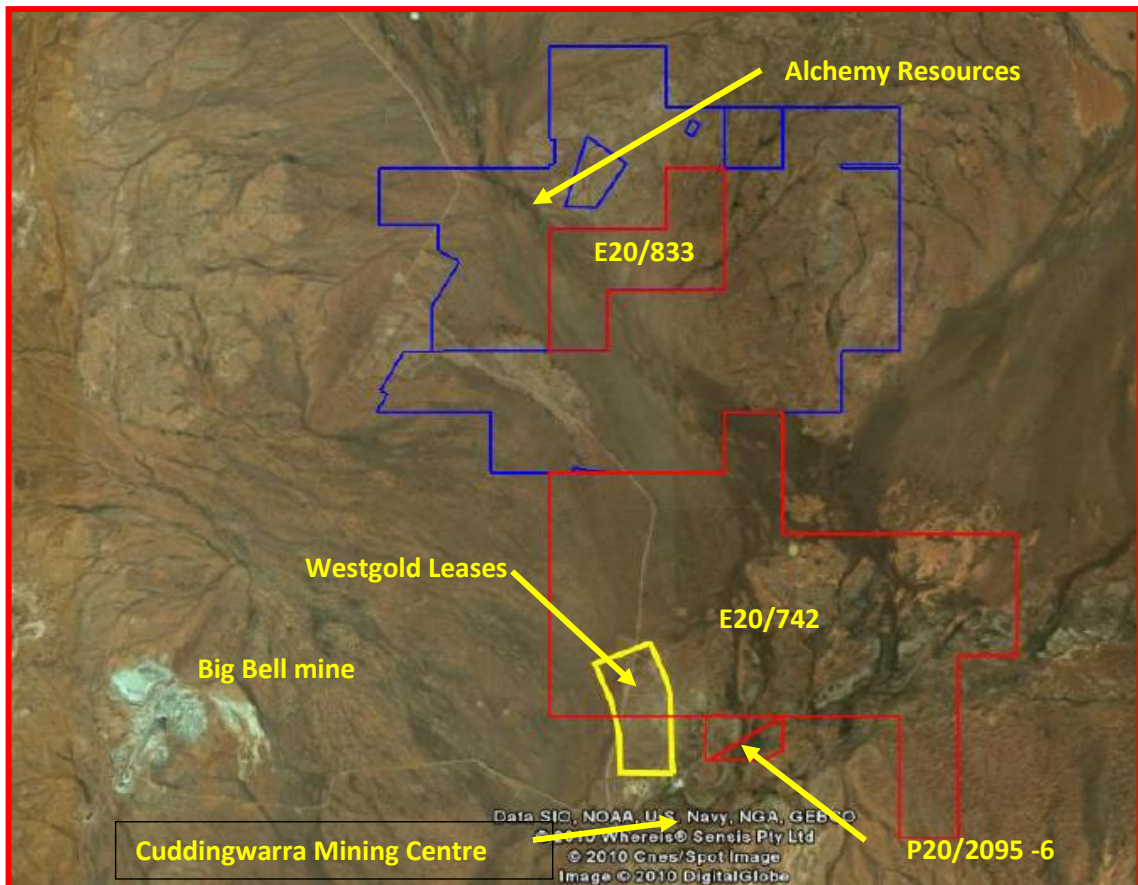 Alchemy Resources
E20/833
Westgold Leases
E20/742
Big Bell mine
Data SIO, NOAA, U.S. Navy, NGA, GEBCO
© 2010 Whereis® Sensis Pty Ltd
Cuddingwarra Mining Centre
P20/2095 -6
© 2010 Cnes/Spot Image
Image © 2010 DigitalGlobe